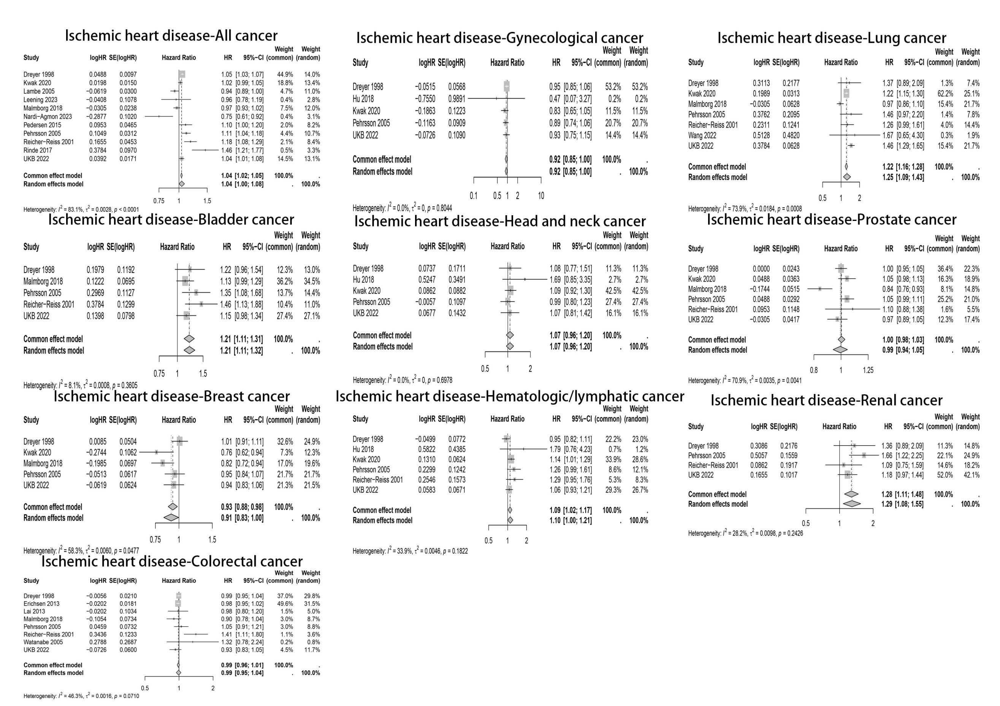 Ischemic heart disease-All cancer
Weight Weight
Study logHR SE(logHR) Hazard Ratio HR 95%−CI (common) (random)
Dreyer 1998 0.0488 0.0097 1.05 [1.03; 1.07] 44.9% 14.0%
Kwak 2020 0.0198 0.0150 1.02 [0.99; 1.05] 18.8% 13.4%
Lambe 2005 −0.0619 0.0300 0.94 [0.89; 1.00] 4.7% 11.0%
Leening 2023 −0.0408 0.1078 0.96 [0.78; 1.19] 0.4% 2.8%
Malmborg 2018 −0.0305 0.0238 0.97 [0.93; 1.02] 7.5% 12.0%
Nardi−Agmon 2023 −0.2877 0.1020 0.75 [0.61; 0.92] 0.4% 3.1%
Pedersen 2015 0.0953 0.0465 1.10 [1.00; 1.20] 2.0% 8.2%
Pehrsson 2005 0.1049 0.0312 1.11 [1.04; 1.18] 4.4% 10.7%
Reicher−Reiss 2001 0.1655 0.0453 1.18 [1.08; 1.29] 2.1% 8.4%
Rinde 2017 0.3784 0.0970 1.46 [1.21; 1.77] 0.5% 3.3%
UKB 2022 0.0392 0.0171 1.04 [1.01; 1.08] 14.5% 13.1%
Common effect model 1.04 [1.02; 1.05] 100.0% .
Random effects model 1.04 [1.00; 1.08] . 100.0%
0.75 1 1.5
Heterogeneity: I² = 83.1%, τ² = 0.0028, p < 0.0001
Ischemic heart disease-Gynecological cancer
Weight Weight
Study logHR SE(logHR) Hazard Ratio HR 95%−CI (common) (random)
Dreyer 1998 −0.0515 0.0568 0.95 [0.85; 1.06] 53.2% 53.2%
Hu 2018 −0.7550 0.9891 0.47 [0.07; 3.27] 0.2% 0.2%
Kwak 2020 −0.1863 0.1223 0.83 [0.65; 1.05] 11.5% 11.5%
Pehrsson 2005 −0.1163 0.0909 0.89 [0.74; 1.06] 20.7% 20.7%
UKB 2022 −0.0726 0.1090 0.93 [0.75; 1.15] 14.4% 14.4%
Common effect model 0.92 [0.85; 1.00] 100.0% .
Random effects model 0.92 [0.85; 1.00] . 100.0%
0.1 0.5 1 2 10
Heterogeneity: I² = 0.0%, τ² = 0, p = 0.8044
Ischemic heart disease-Lung cancer
Weight Weight
Study logHR SE(logHR) Hazard Ratio HR 95%−CI (common) (random)
Dreyer 1998 0.3113 0.2177 1.37 [0.89; 2.09] 1.3% 7.4%
Kwak 2020 0.1989 0.0313 1.22 [1.15; 1.30] 62.2% 25.1%
Malmborg 2018 −0.0305 0.0628 0.97 [0.86; 1.10] 15.4% 21.7%
Pehrsson 2005 0.3762 0.2095 1.46 [0.97; 2.20] 1.4% 7.8%
Reicher−Reiss 2001 0.2311 0.1241 1.26 [0.99; 1.61] 4.0% 14.4%
Wang 2022 0.5128 0.4820 1.67 [0.65; 4.30] 0.3% 1.9%
UKB 2022 0.3784 0.0628 1.46 [1.29; 1.65] 15.4% 21.7%
Common effect model 1.22 [1.16; 1.28] 100.0% .
Random effects model 1.25 [1.09; 1.43] . 100.0%
0.5 1 2
Heterogeneity: I² = 73.9%, τ² = 0.0184, p = 0.0008
Ischemic heart disease-Bladder cancer
Weight Weight
Study logHR SE(logHR) Hazard Ratio HR 95%−CI (common) (random)
Dreyer 1998 0.1979 0.1192 1.22 [0.96; 1.54] 12.3% 13.0%
Malmborg 2018 0.1222 0.0695 1.13 [0.99; 1.29] 36.2% 34.5%
Pehrsson 2005 0.2969 0.1127 1.35 [1.08; 1.68] 13.7% 14.4%
Reicher−Reiss 2001 0.3784 0.1299 1.46 [1.13; 1.88] 10.4% 11.0%
UKB 2022 0.1398 0.0798 1.15 [0.98; 1.34] 27.4% 27.1%
Common effect model 1.21 [1.11; 1.31] 100.0% .
Random effects model 1.21 [1.11; 1.32] . 100.0%
0.75 1 1.5
Heterogeneity: I² = 8.1%, τ² = 0.0008, p = 0.3605
Ischemic heart disease-Head and neck cancer
Weight Weight
Study logHR SE(logHR) Hazard Ratio HR 95%−CI (common) (random)
Dreyer 1998 0.0737 0.1711 1.08 [0.77; 1.51] 11.3% 11.3%
Hu 2018 0.5247 0.3491 1.69 [0.85; 3.35] 2.7% 2.7%
Kwak 2020 0.0862 0.0882 1.09 [0.92; 1.30] 42.5% 42.5%
Pehrsson 2005 −0.0057 0.1097 0.99 [0.80; 1.23] 27.4% 27.4%
UKB 2022 0.0677 0.1432 1.07 [0.81; 1.42] 16.1% 16.1%
Common effect model 1.07 [0.96; 1.20] 100.0% .
Random effects model 1.07 [0.96; 1.20] . 100.0%
0.5 1 2
Heterogeneity: I² = 0.0%, τ² = 0, p = 0.6978
Ischemic heart disease-Prostate cancer
Weight Weight
Study logHR SE(logHR) Hazard Ratio HR 95%−CI (common) (random)
Dreyer 1998 0.0000 0.0243 1.00 [0.95; 1.05] 36.4% 22.3%
Kwak 2020 0.0488 0.0363 1.05 [0.98; 1.13] 16.3% 18.9%
Malmborg 2018 −0.1744 0.0515 0.84 [0.76; 0.93] 8.1% 14.8%
Pehrsson 2005 0.0488 0.0292 1.05 [0.99; 1.11] 25.2% 21.0%
Reicher−Reiss 2001 0.0953 0.1148 1.10 [0.88; 1.38] 1.6% 5.5%
UKB 2022 −0.0305 0.0417 0.97 [0.89; 1.05] 12.3% 17.4%
Common effect model 1.00 [0.98; 1.03] 100.0% .
Random effects model 0.99 [0.94; 1.05] . 100.0%
0.8 1 1.25
Heterogeneity: I² = 70.9%, τ² = 0.0035, p = 0.0041
Ischemic heart disease-Breast cancer
Weight Weight
Study logHR SE(logHR) Hazard Ratio HR 95%−CI (common) (random)
Dreyer 1998 0.0085 0.0504 1.01 [0.91; 1.11] 32.6% 24.9%
Kwak 2020 −0.2744 0.1062 0.76 [0.62; 0.94] 7.3% 12.3%
Malmborg 2018 −0.1985 0.0697 0.82 [0.72; 0.94] 17.0% 19.6%
Pehrsson 2005 −0.0513 0.0617 0.95 [0.84; 1.07] 21.7% 21.7%
UKB 2022 −0.0619 0.0624 0.94 [0.83; 1.06] 21.3% 21.5%
Common effect model 0.93 [0.88; 0.98] 100.0% .
Random effects model 0.91 [0.83; 1.00] . 100.0%
0.75 1 1.5
Heterogeneity: I² = 58.3%, τ² = 0.0060, p = 0.0477
Ischemic heart disease-Hematologic/lymphatic cancer
Weight Weight
Study logHR SE(logHR) Hazard Ratio HR 95%−CI (common) (random)
Dreyer 1998 −0.0499 0.0772 0.95 [0.82; 1.11] 22.2% 23.0%
Hu 2018 0.5822 0.4385 1.79 [0.76; 4.23] 0.7% 1.2%
Kwak 2020 0.1310 0.0624 1.14 [1.01; 1.29] 33.9% 28.6%
Pehrsson 2005 0.2299 0.1242 1.26 [0.99; 1.61] 8.6% 12.1%
Reicher−Reiss 2001 0.2546 0.1573 1.29 [0.95; 1.76] 5.3% 8.3%
UKB 2022 0.0583 0.0671 1.06 [0.93; 1.21] 29.3% 26.7%
Common effect model 1.09 [1.02; 1.17] 100.0% .
Random effects model 1.10 [1.00; 1.21] . 100.0%
0.5 1 2
Heterogeneity: I² = 33.9%, τ² = 0.0046, p = 0.1822
Ischemic heart disease-Renal cancer
Weight Weight
Study logHR SE(logHR) Hazard Ratio HR 95%−CI (common) (random)
Dreyer 1998 0.3086 0.2176 1.36 [0.89; 2.09] 11.3% 14.8%
Pehrsson 2005 0.5057 0.1559 1.66 [1.22; 2.25] 22.1% 24.9%
Reicher−Reiss 2001 0.0862 0.1917 1.09 [0.75; 1.59] 14.6% 18.2%
UKB 2022 0.1655 0.1017 1.18 [0.97; 1.44] 52.0% 42.1%
Common effect model 1.28 [1.11; 1.48] 100.0% .
Random effects model 1.29 [1.08; 1.55] . 100.0%
0.5 1 2
Heterogeneity: I² = 28.2%, τ² = 0.0098, p = 0.2426
Ischemic heart disease-Colorectal cancer
Weight Weight
Study logHR SE(logHR) Hazard Ratio HR 95%−CI (common) (random)
Dreyer 1998 −0.0056 0.0210 0.99 [0.95; 1.04] 37.0% 29.8%
Erichsen 2013 −0.0202 0.0181 0.98 [0.95; 1.02] 49.6% 31.5%
Lai 2013 −0.0202 0.1034 0.98 [0.80; 1.20] 1.5% 5.0%
Malmborg 2018 −0.1054 0.0734 0.90 [0.78; 1.04] 3.0% 8.7%
Pehrsson 2005 0.0459 0.0732 1.05 [0.91; 1.21] 3.0% 8.8%
Reicher−Reiss 2001 0.3436 0.1233 1.41 [1.11; 1.80] 1.1% 3.6%
Watanabe 2005 0.2788 0.2687 1.32 [0.78; 2.24] 0.2% 0.8%
UKB 2022 −0.0726 0.0600 0.93 [0.83; 1.05] 4.5% 11.7%
Common effect model 0.99 [0.96; 1.01] 100.0% .
Random effects model 0.99 [0.95; 1.04] . 100.0%
0.5 1 2
Heterogeneity: I² = 46.3%, τ² = 0.0016, p = 0.0710